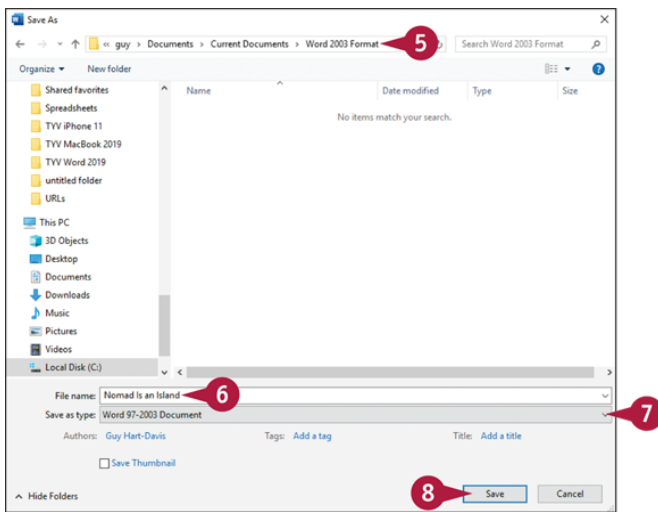 Save As
« guy › Documents › Current Documents › Word 2003 Format
5
Search Word 2003 Format
Organize
New folder
Name
Date modified
Type
Size
No items match your search.
Shared favorites
Spreadsheets
TYV iPhone 11
TYV MacBook 2019
TYV Word 2019
untitled folder
URLs
This PC
3D Objects
Desktop
Documents
Downloads
Music
Pictures
Videos
Local Disk (C:)
File name: Nomad Is an Island
6
Save as type: Word 97-2003 Document
7
Authors: Guy Hart-Davis Tags: Add a tag Title: Add a title
Save Thumbnail
Hide Folders
8
Save
Cancel